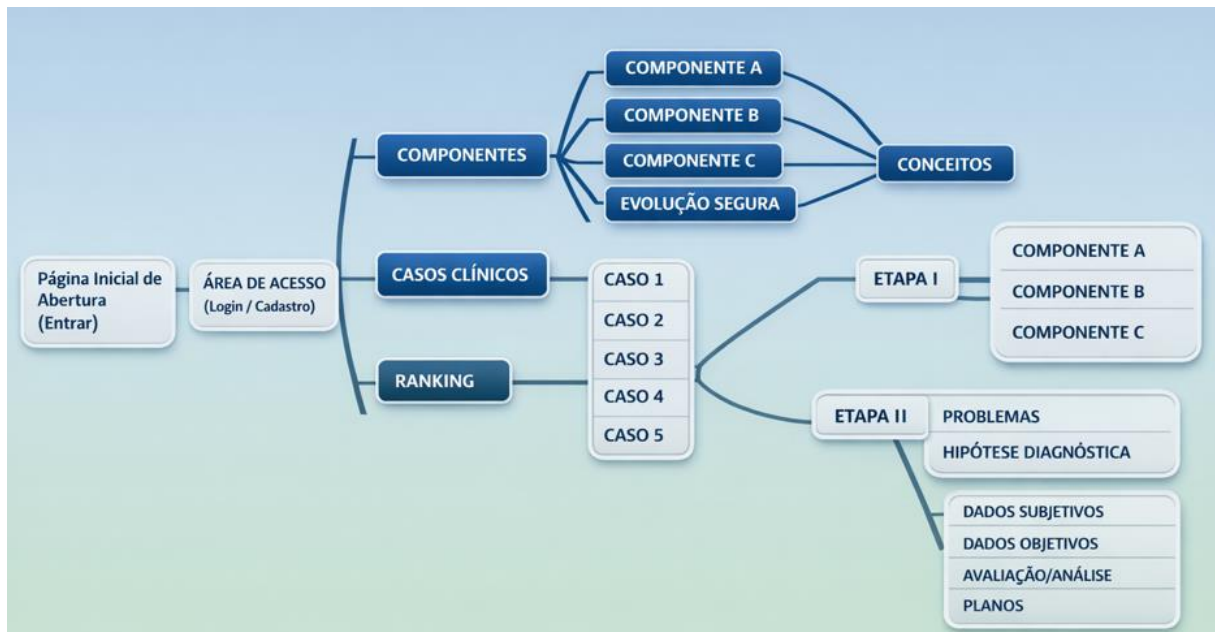 Página Inicial de
Abertura
(Entrar)
ÁREA DE ACESSO
(Login / Cadastro)
COMPONENTES
COMPONENTE A
COMPONENTE B
COMPONENTE C
EVOLUÇÃO SEGURA
CONCEITOS
CASOS CLÍNICOS
RANKING
CASO 1
CASO 2
CASO 3
CASO 4
CASO 5
ETAPA I
COMPONENTE A
COMPONENTE B
COMPONENTE C
ETAPA II
PROBLEMAS
HIPÓTESE DIAGNÓSTICA
DADOS SUBJETIVOS
DADOS OBJETIVOS
AVALIAÇÃO/ANÁLISE
PLANOS